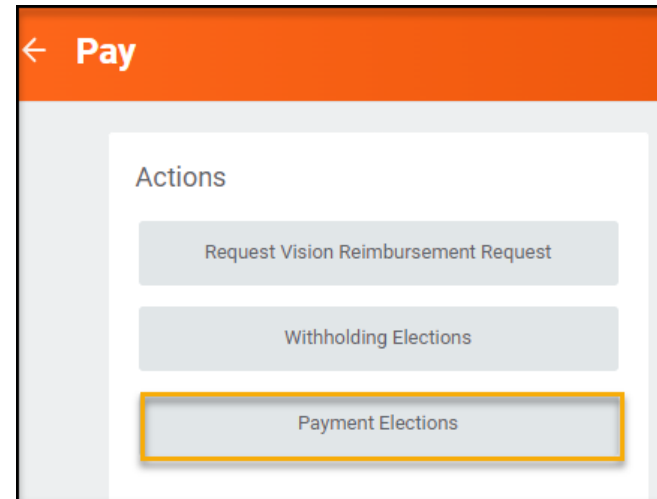 Pay
Actions
Request Vision Reimbursement Request
Withholding Elections
Payment Elections